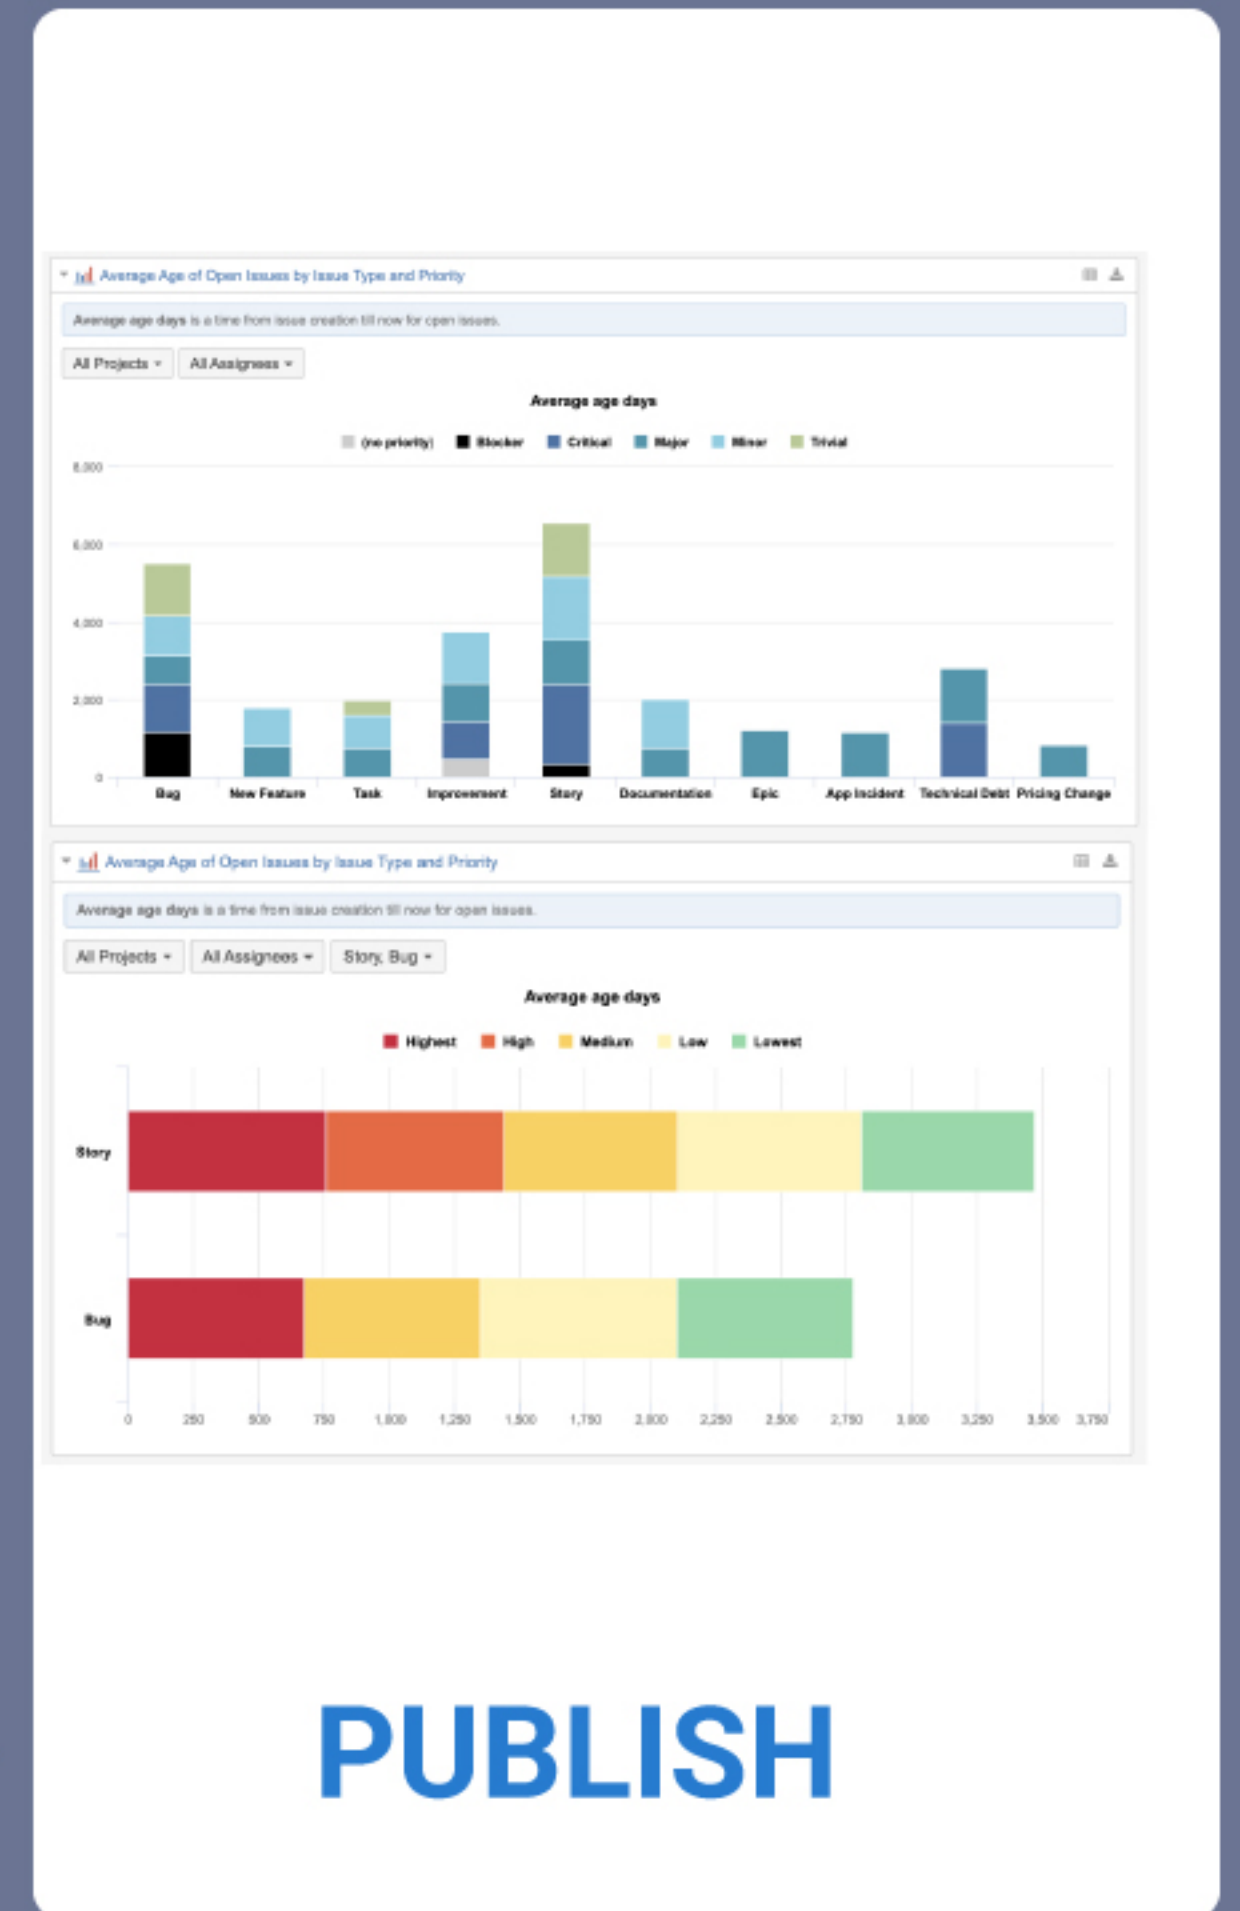 Average Age of Open Issues by Issue Type and Priority
Average age days is a time from issue creation till now for open issues.
All Projects All Assignees
Average age days
(no priority) Blocker Critical Major Minor Trivial
8,000
6,000
4,000
2,000
0
Bug New Feature Task Improvement Story Documentation Epic App Incident Technical Debt Pricing Change
Average Age of Open Issues by Issue Type and Priority
Average age days is a time from issue creation till now for open issues.
All Projects All Assignees Story, Bug
Average age days
Highest High Medium Low Lowest
Story
Bug
0 250 500 750 1,000 1,250 1,500 1,750 2,000 2,250 2,500 2,750 3,000 3,250 3,500 3,750
PUBLISH